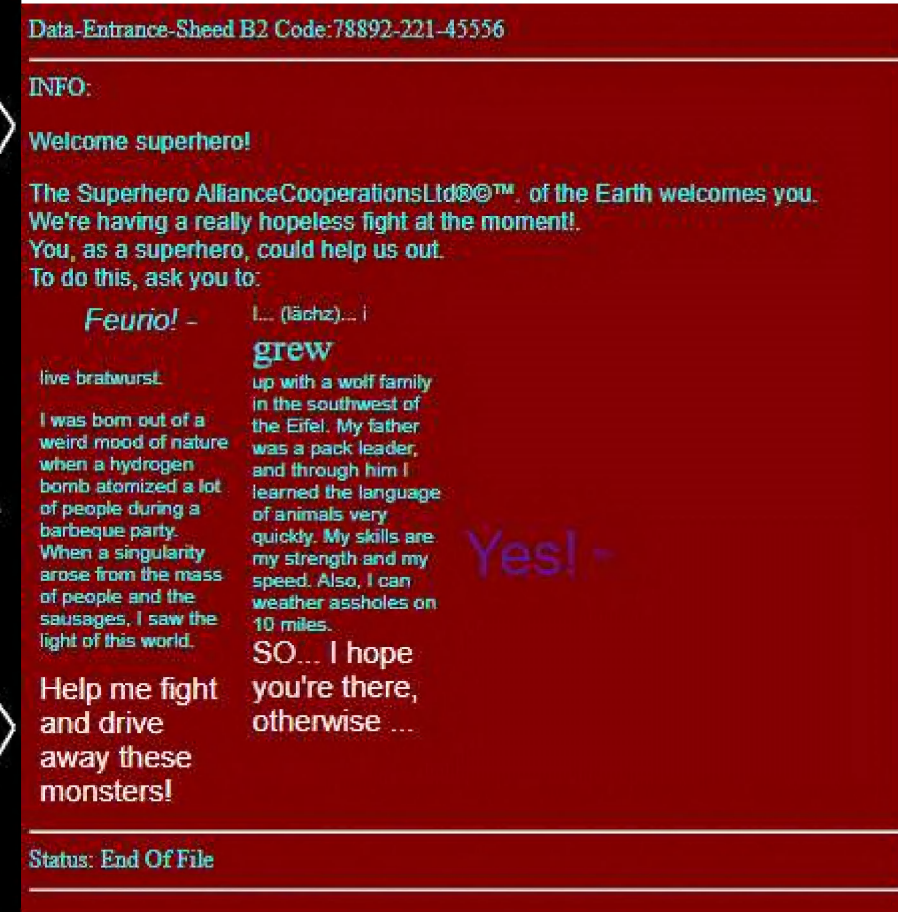 Data-Entrance-Sheed B2 Code:78892-221-45556
INFO:
Welcome superhero!
The Superhero AllianceCooperationsLtd®©™. of the Earth welcomes you.
We're having a really hopeless fight at the moment!.
You, as a superhero, could help us out.
To do this, ask you to:
Feurio! -
live bratwurst.
I was born out of a
weird mood of nature
when a hydrogen
bomb atomized a lot
of people during a
barbeque party.
When a singularity
arose from the mass
of people and the
sausages, I saw the
light of this world.
Help me fight
and drive
away these
monsters!
I... (lächz)... i
grew
up with a wolf family
in the southwest of
the Eifel. My father
was a pack leader,
and through him I
learned the language
of animals very
quickly. My skills are
my strength and my
speed. Also, I can
weather assholes on
10 miles.
SO... I hope
you're there,
otherwise ...
Yes! -
Status: End Of File